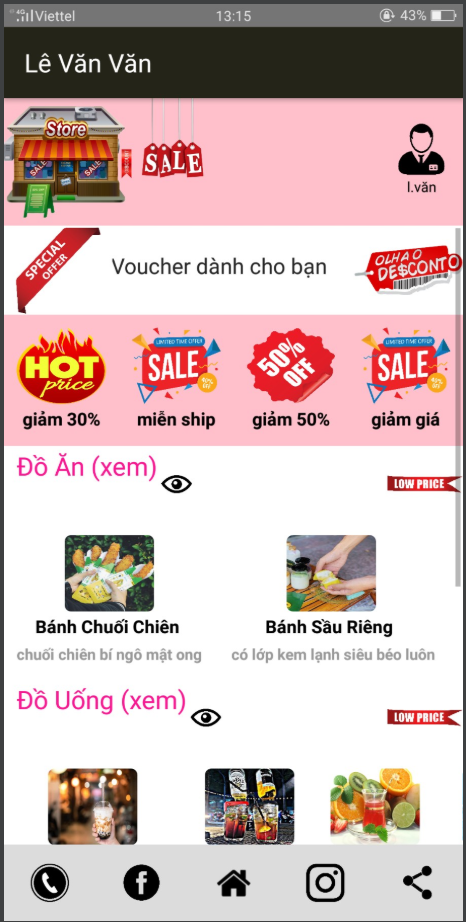 4G Viettel 13:15 43%
Lê Văn Văn
Store
SALE SALE
SALE
l.văn
SPECIAL OFFER
Voucher dành cho bạn
OLHA O DESCONTO
HOT price
LIMITED TIME OFFER SALE
50% OFF
LIMITED TIME OFFER SALE
giảm 30% miễn ship giảm 50% giảm giá
Đồ Ăn (xem)
LOW PRICE
Bánh Chuối Chiên Bánh Sầu Riêng
chuối chiên bí ngô mật ong có lớp kem lạnh siêu béo luôn
Đồ Uống (xem)
LOW PRICE